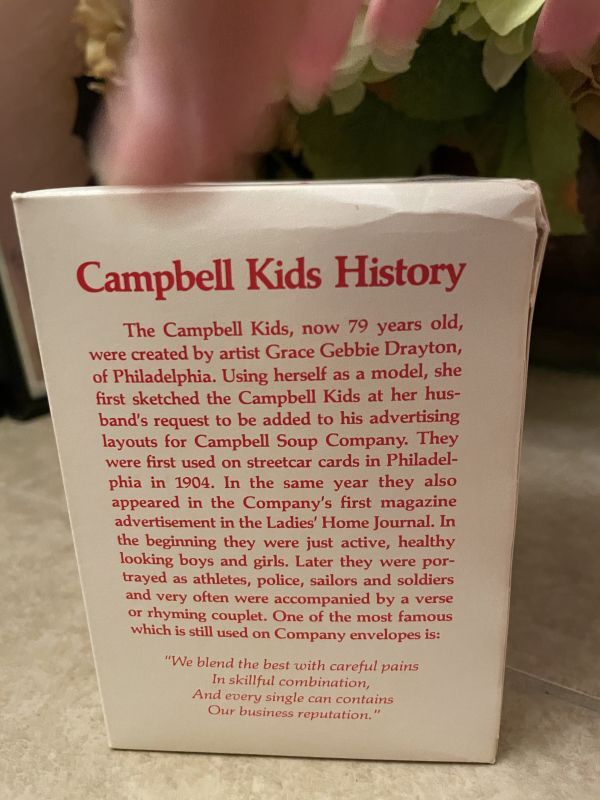 Campbell Kids History
The Campbell Kids, now 79 years old,
were created by artist Grace Gebbie Drayton,
of Philadelphia. Using herself as a model, she
first sketched the Campbell Kids at her hus-
band's request to be added to his advertising
layouts for Campbell Soup Company. They
were first used on streetcar cards in Philadel-
phia in 1904. In the same year they also
appeared in the Company's first magazine
advertisement in the Ladies' Home Journal. In
the beginning they were just active, healthy
looking boys and girls. Later they were por-
trayed as athletes, police, sailors and soldiers
and very often were accompanied by a verse
or rhyming couplet. One of the most famous
which is still used on Company envelopes is:
"We blend the best with careful pains
In skillful combination,
And every single can contains
Our business reputation."